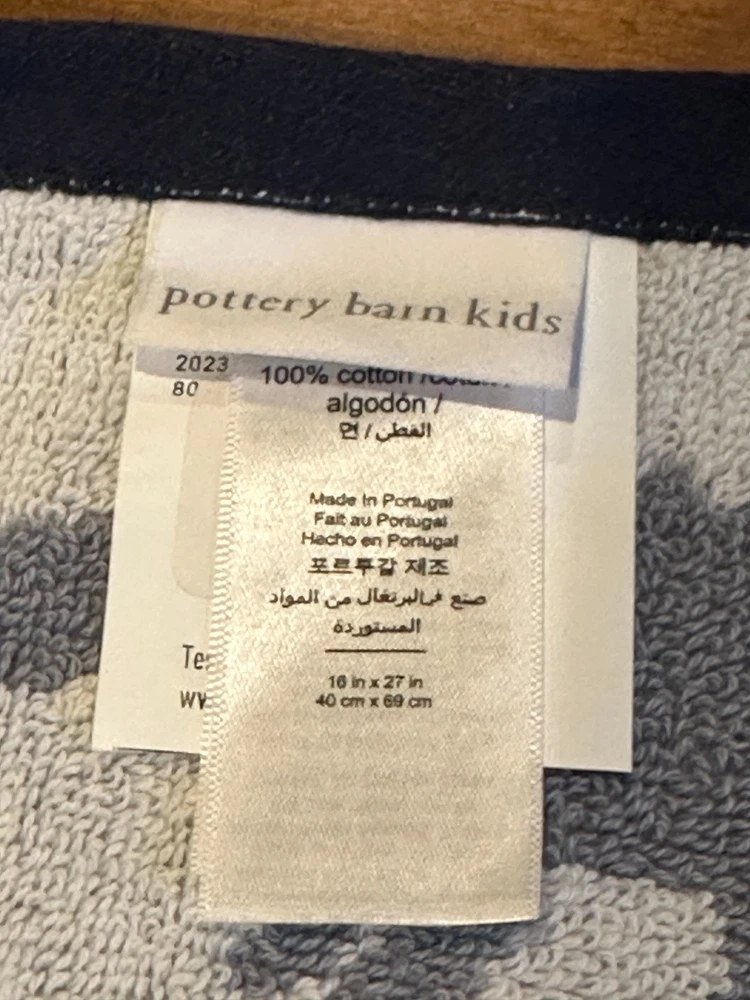 pottery barn kids
2023
80
100% cotton /
algodón /
면 / القطن
Made in Portugal
Fait au Portugal
Hecho en Portugal
포르투갈 제조
صنع في البرتغال من المواد
المستوردة
16 in x 27 in
40 cm x 69 cm